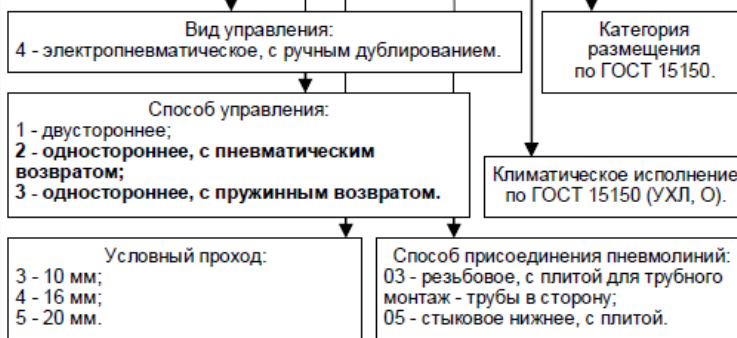 Вид управления:
4 - электропневматическое, с ручным дублированием.
Категория
размещения
по ГОСТ 15150.
Способ управления:
1 - двустороннее;
2 - одностороннее, с пневматическим
возвратом;
3 - одностороннее, с пружинным возвратом.
Климатическое исполнение
по ГОСТ 15150 (УХЛ, О).
Условный проход:
3 - 10 мм;
4 - 16 мм;
5 - 20 мм.
Способ присоединения пневмолиний:
03 - резьбовое, с плитой для трубного
монтаж - трубы в сторону;
05 - стыковое нижнее, с плитой.